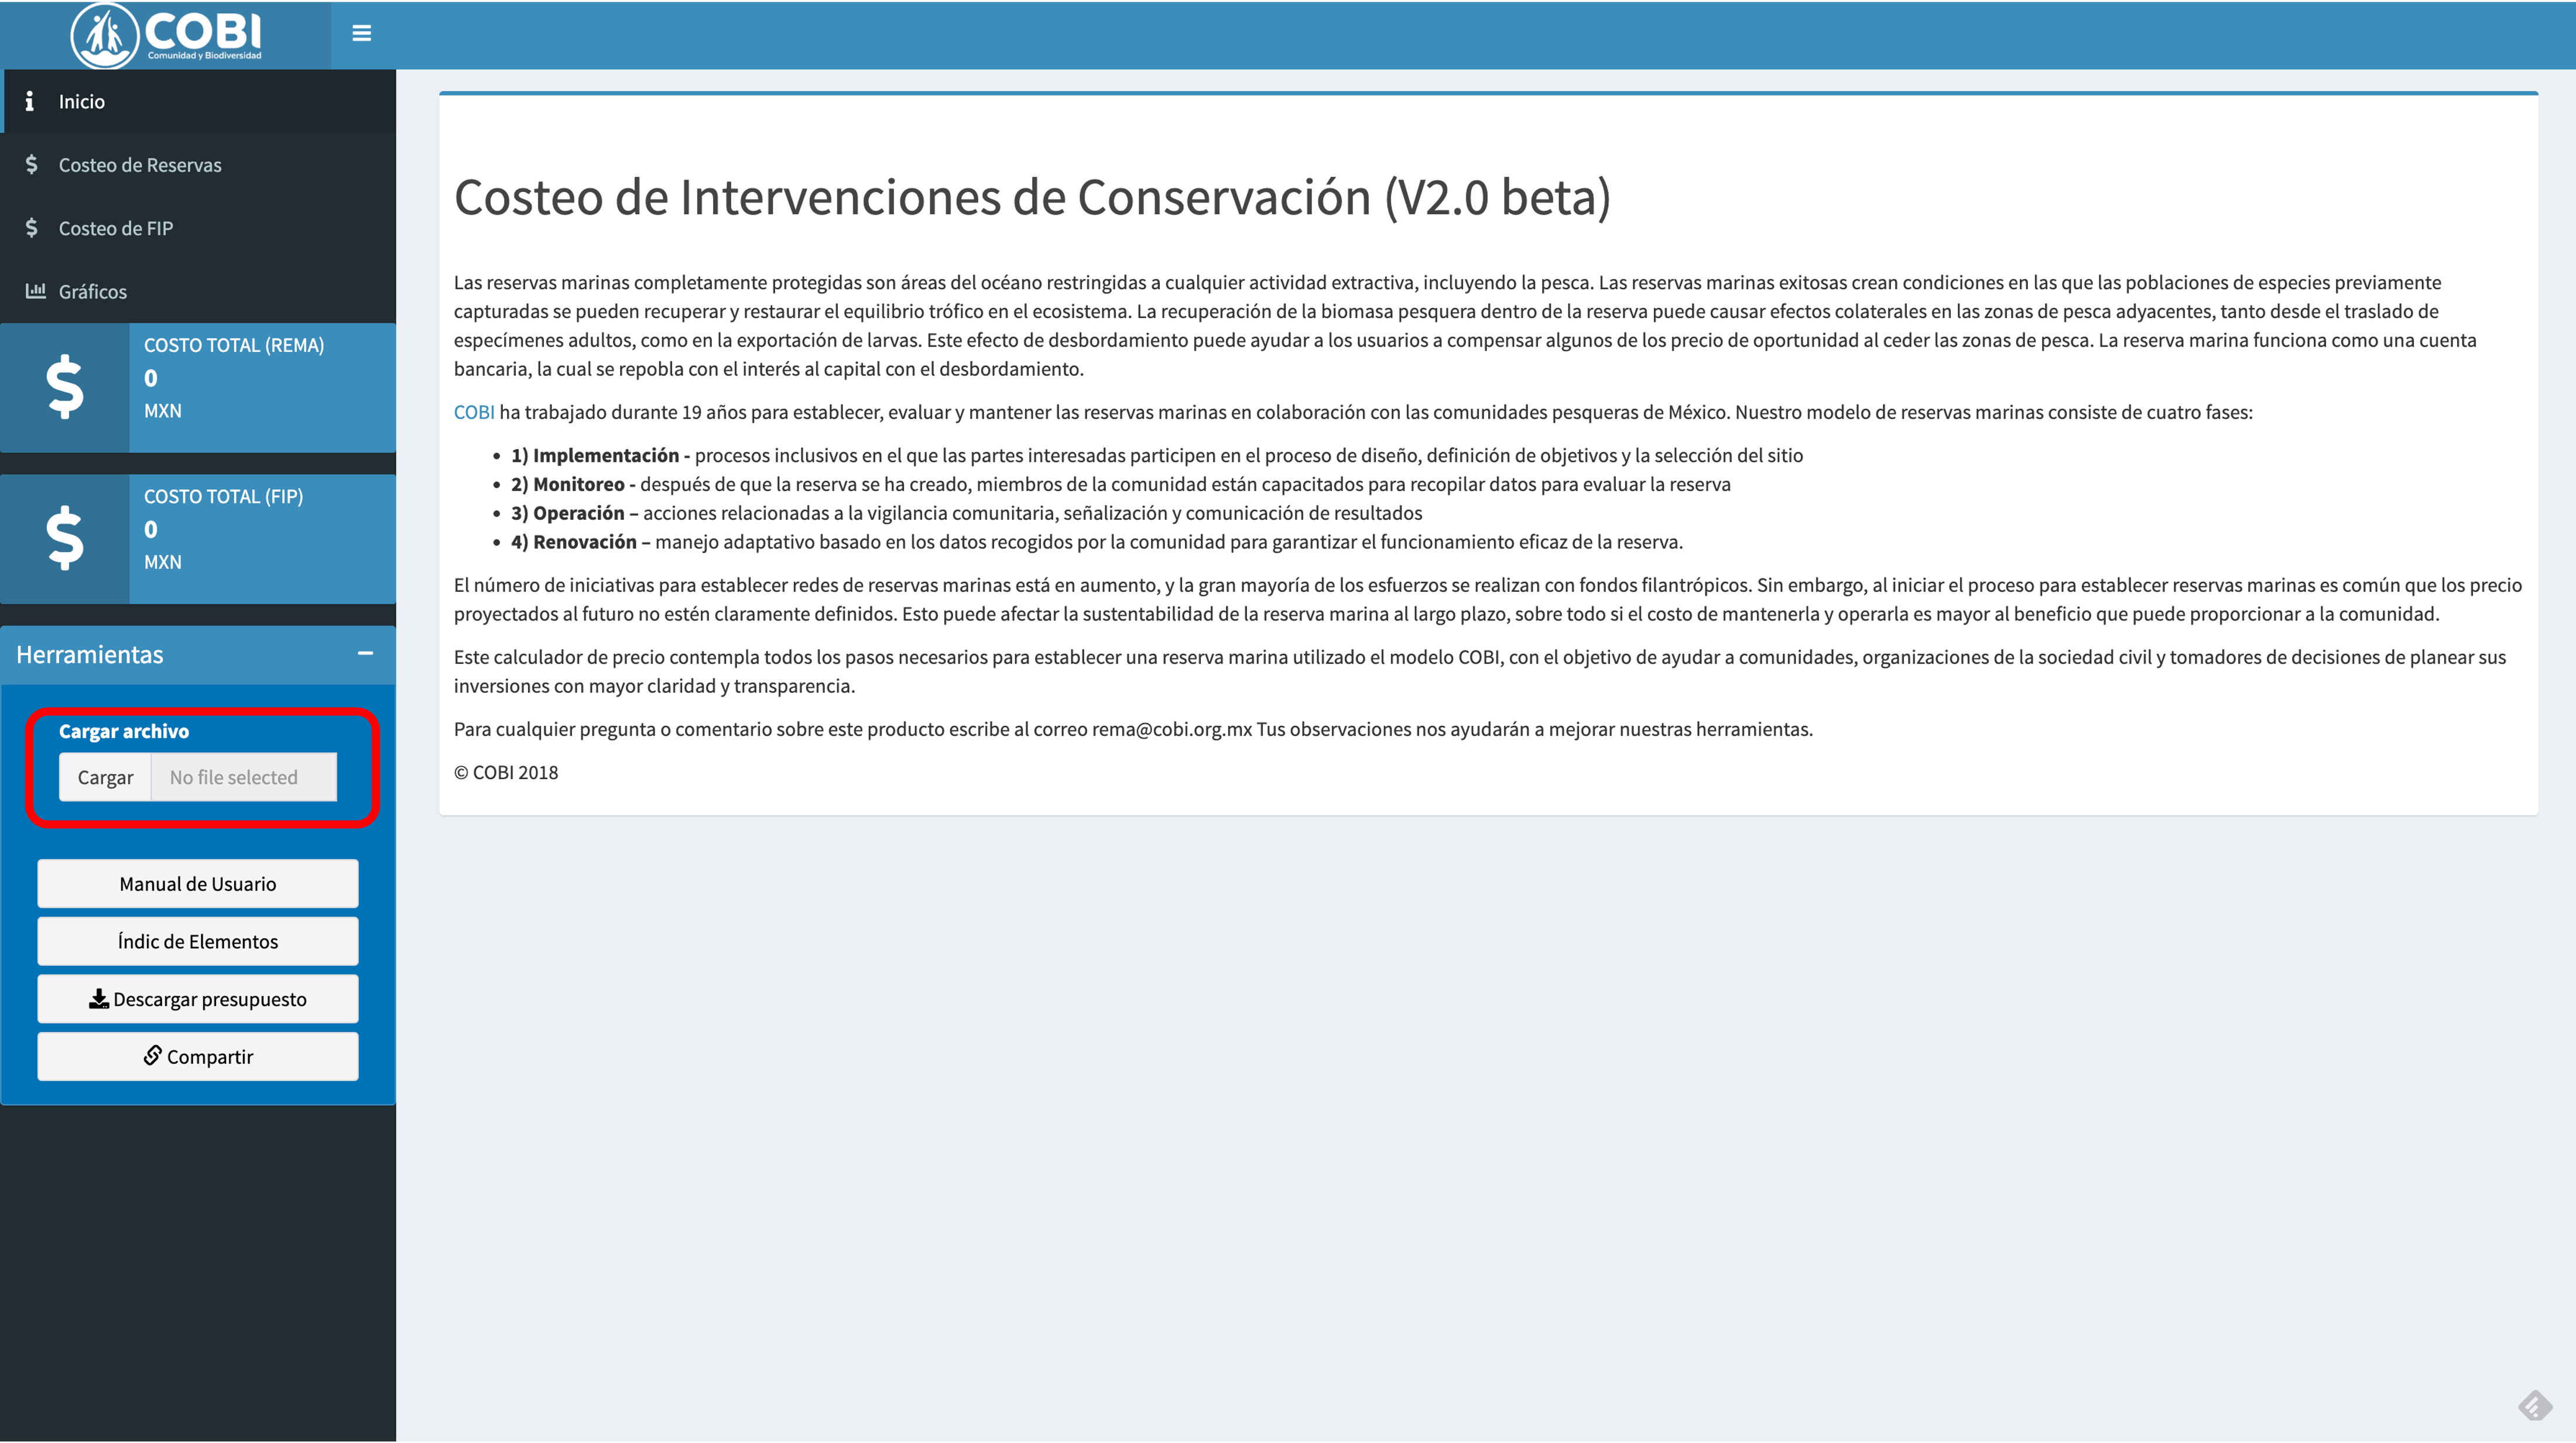 COBI
Comunidad y Biodiversidad
Inicio
Costeo de Reservas
Costeo de FIP
Gráficos
COSTO TOTAL (REMA)
0
MXN
COSTO TOTAL (FIP)
0
MXN
Herramientas
Cargar archivo
Cargar No file selected
Manual de Usuario
Índic de Elementos
Descargar presupuesto
Compartir
Costeo de Intervenciones de Conservación (V2.0 beta)
Las reservas marinas completamente protegidas son áreas del océano restringidas a cualquier actividad extractiva, incluyendo la pesca. Las reservas marinas exitosas crean condiciones en las que las poblaciones de especies previamente
capturadas se pueden recuperar y restaurar el equilibrio trófico en el ecosistema. La recuperación de la biomasa pesquera dentro de la reserva puede causar efectos colaterales en las zonas de pesca adyacentes, tanto desde el traslado de
especímenes adultos, como en la exportación de larvas. Este efecto de desbordamiento puede ayudar a los usuarios a compensar algunos de los precio de oportunidad al ceder las zonas de pesca. La reserva marina funciona como una cuenta
bancaria, la cual se repobla con el interés al capital con el desbordamiento.
COBI ha trabajado durante 19 años para establecer, evaluar y mantener las reservas marinas en colaboración con las comunidades pesqueras de México. Nuestro modelo de reservas marinas consiste de cuatro fases:
• 1) Implementación - procesos inclusivos en el que las partes interesadas participen en el proceso de diseño, definición de objetivos y la selección del sitio
• 2) Monitoreo - después de que la reserva se ha creado, miembros de la comunidad están capacitados para recopilar datos para evaluar la reserva
• 3) Operación – acciones relacionadas a la vigilancia comunitaria, señalización y comunicación de resultados
• 4) Renovación – manejo adaptativo basado en los datos recogidos por la comunidad para garantizar el funcionamiento eficaz de la reserva.
El número de iniciativas para establecer redes de reservas marinas está en aumento, y la gran mayoría de los esfuerzos se realizan con fondos filantrópicos. Sin embargo, al iniciar el proceso para establecer reservas marinas es común que los precio
proyectados al futuro no estén claramente definidos. Esto puede afectar la sustentabilidad de la reserva marina al largo plazo, sobre todo si el costo de mantenerla y operarla es mayor al beneficio que puede proporcionar a la comunidad.
Este calculador de precio contempla todos los pasos necesarios para establecer una reserva marina utilizado el modelo COBI, con el objetivo de ayudar a comunidades, organizaciones de la sociedad civil y tomadores de decisiones de planear sus
inversiones con mayor claridad y transparencia.
Para cualquier pregunta o comentario sobre este producto escribe al correo rema@cobi.org.mx Tus observaciones nos ayudarán a mejorar nuestras herramientas.
© COBI 2018